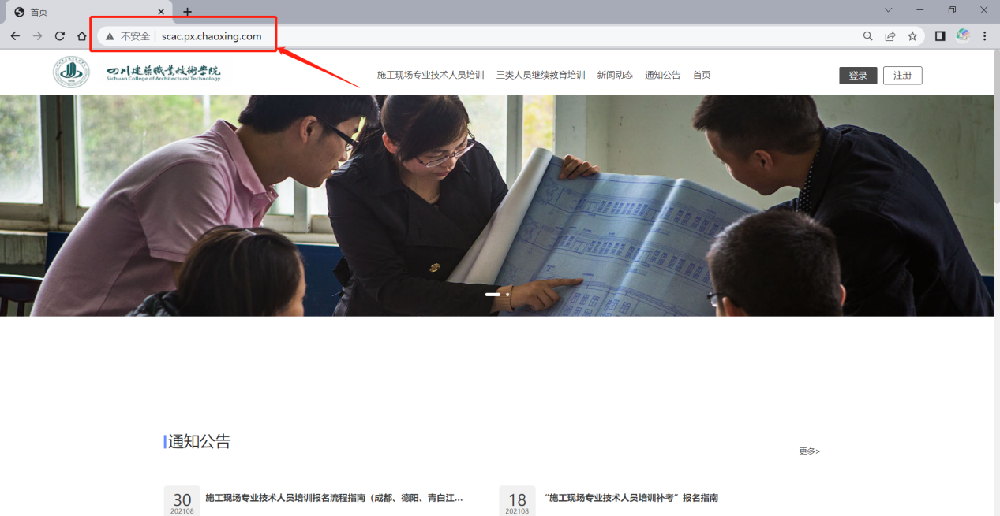 首页
不安全 scac.px.chaoxing.com
四川建築職業技術學院
Sichuan College of Architectural Technology
施工现场专业技术人员培训 三类人员继续教育培训 新闻动态 通知公告 首页
登录 注册
通知公告
更多>
30
202108
施工现场专业技术人员培训报名流程指南（成都、德阳、青白江...
18
202108
“施工现场专业技术人员培训补考”报名指南